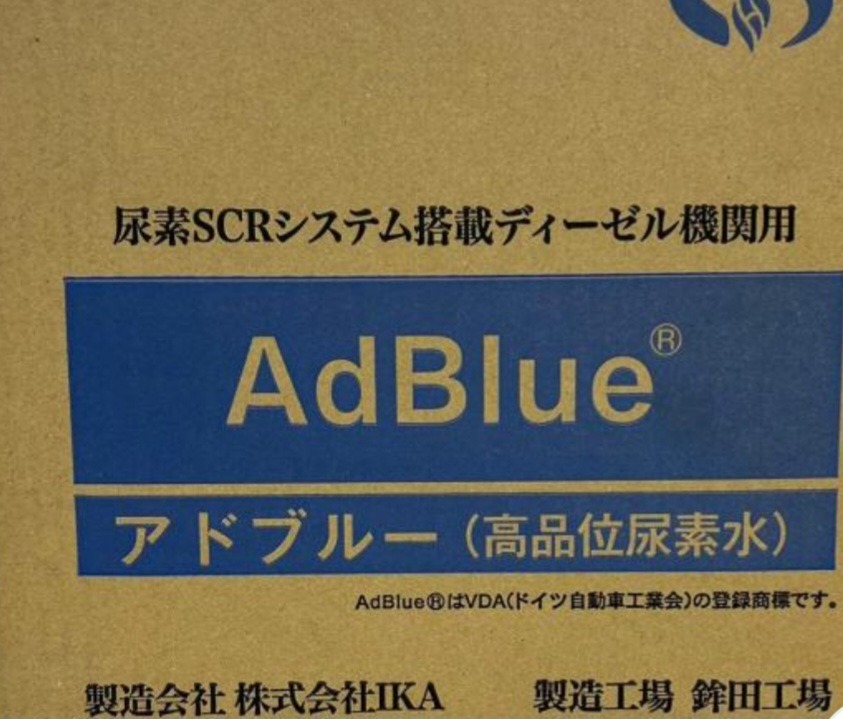 尿素SCRシステム搭載ディーゼル機関用
AdBlue®
アドブルー(高品位尿素水)
AdBlue®はVDA(ドイツ自動車工業会)の登録商標です。
製造会社 株式会社IKA 製造工場 鉾田工場